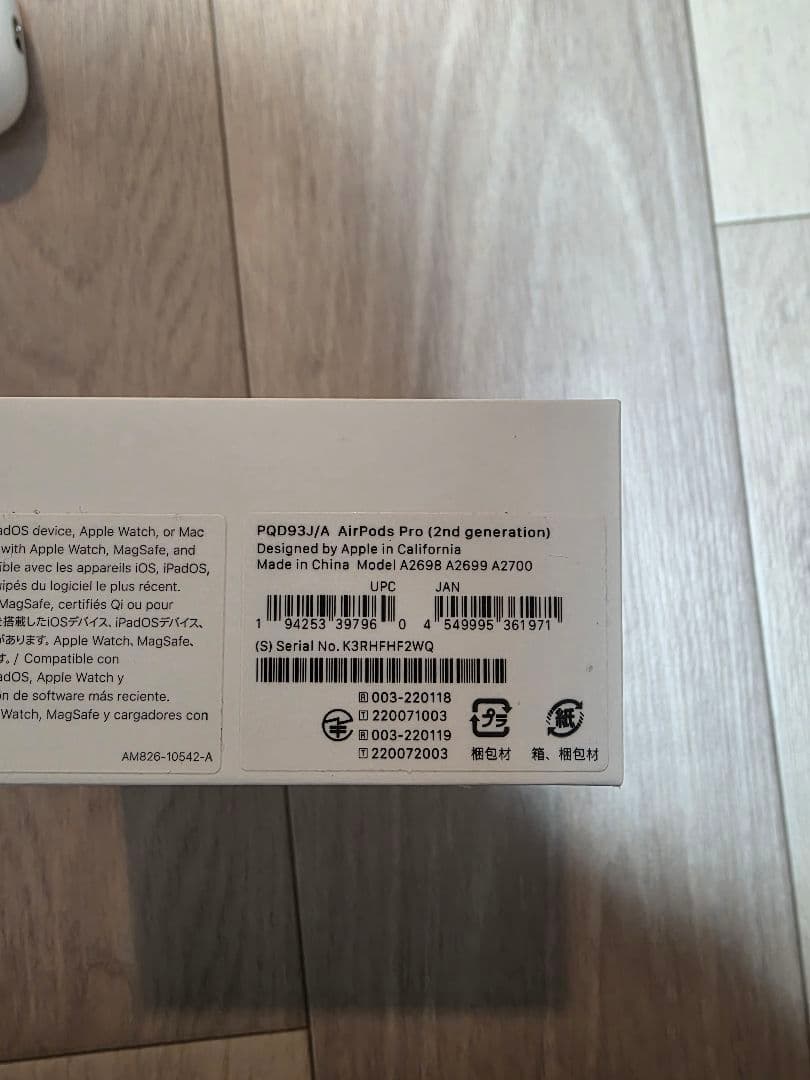 adOS device, Apple Watch, or Mac
with Apple Watch, MagSafe, and
ible avec les appareils iOS, iPadOS,
uipés du logiciel le plus récent.
MagSafe, certifiés Qi ou pour
搭載したiOSデバイス、iPadOSデバイス、
があります。Apple Watch、MagSafe、
す。/ Compatible con
adOS, Apple Watch y
ón de software más reciente.
Watch, MagSafe y cargadores con
AM826-10542-A
PQD93J/A AirPods Pro (2nd generation)
Designed by Apple in California
Made in China Model A2698 A2699 A2700
UPC JAN
1 94253 39796 0 4 549995 361971
(S) Serial No. K3RHFHF2WQ
R 003-220118
T 220071003
R 003-220119
T 220072003
プラ
紙
梱包材 箱、梱包材